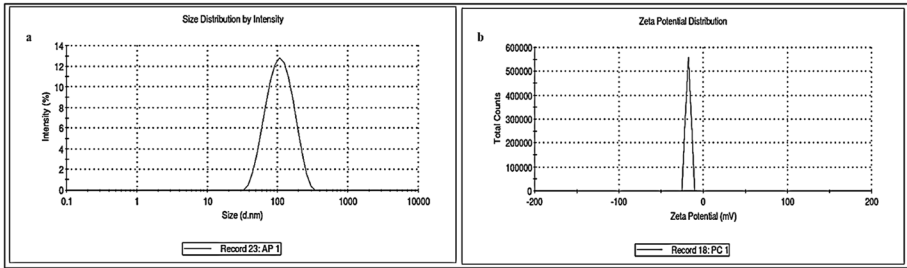 Size Distribution by Intensity
a
14
12
10
8
6
4
2
0
Intensity (%)
0.1 1 10 100 1000 10000
Size (d.nm)
Record 23: AP 1
Zeta Potential Distribution
b
600000
500000
400000
300000
200000
100000
0
Total Counts
-200 -100 0 100 200
Zeta Potential (mV)
Record 18: PC 1